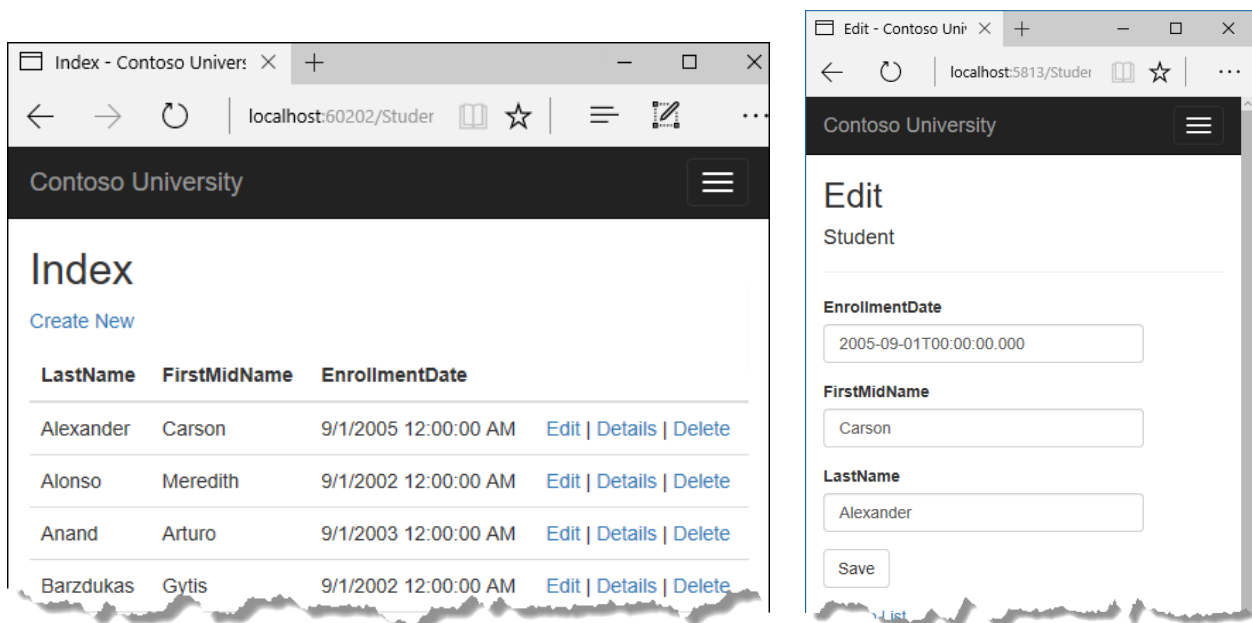 Index - Contoso Univers
localhost:60202/Studer
Contoso University
Index
Create New
LastName FirstMidName EnrollmentDate
Alexander Carson 9/1/2005 12:00:00 AM Edit | Details | Delete
Alonso Meredith 9/1/2002 12:00:00 AM Edit | Details | Delete
Anand Arturo 9/1/2003 12:00:00 AM Edit | Details | Delete
Barzdukas Gytis 9/1/2002 12:00:00 AM Edit | Details | Delete
Edit - Contoso Uni
localhost:5813/Studer
Contoso University
Edit
Student
EnrollmentDate
2005-09-01T00:00:00.000
FirstMidName
Carson
LastName
Alexander
Save
List